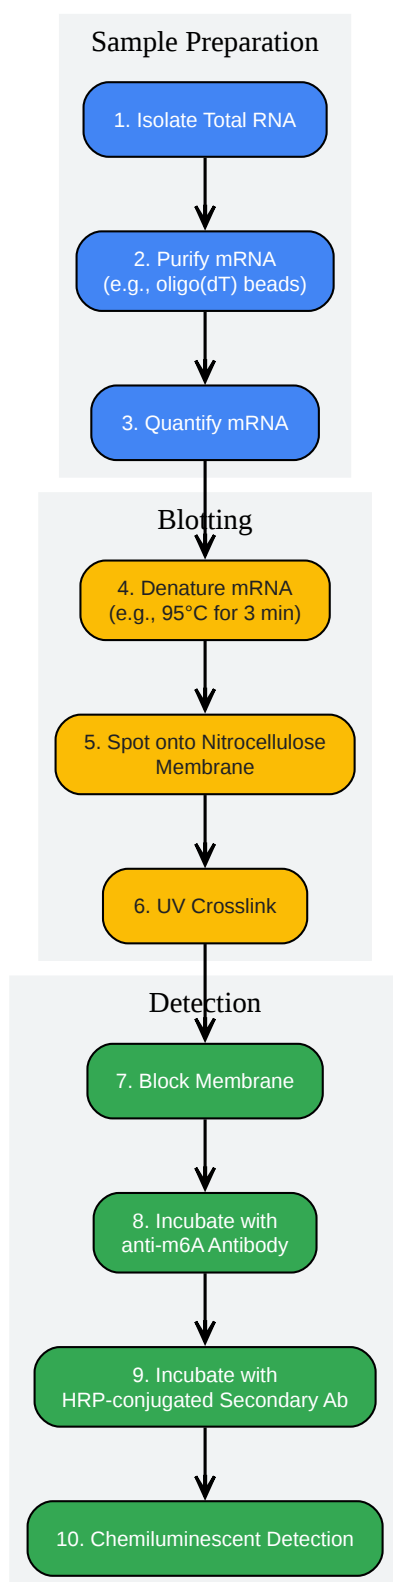 Sample Preparation
1. Isolate Total RNA
2. Purify mRNA
(e.g., oligo(dT) beads)
3. Quantify mRNA
Blotting
4. Denature mRNA
(e.g., 95°C for 3 min)
5. Spot onto Nitrocellulose
Membrane
6. UV Crosslink
Detection
7. Block Membrane
8. Incubate with
anti-m6A Antibody
9. Incubate with
HRP-conjugated Secondary Ab
10. Chemiluminescent Detection